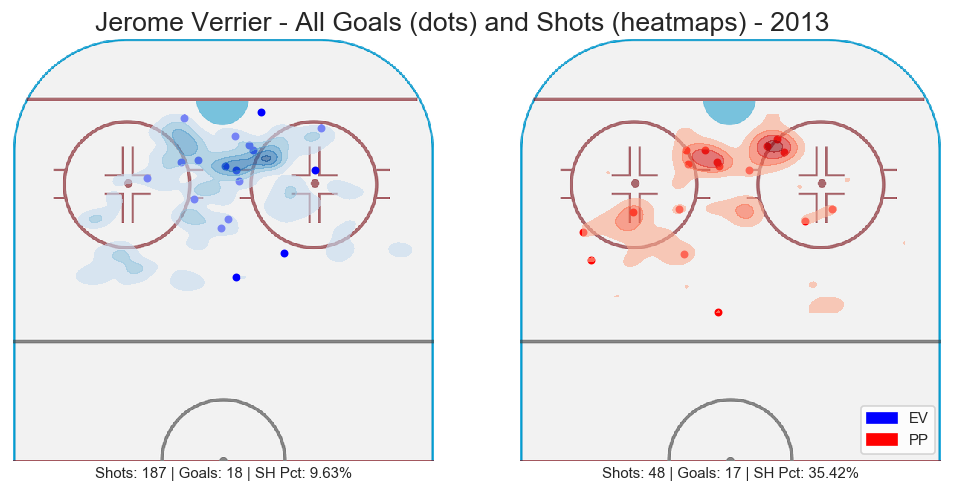 Jerome Verrier - All Goals (dots) and Shots (heatmaps) - 2013
EV
PP
Shots: 187 | Goals: 18 | SH Pct: 9.63%
Shots: 48 | Goals: 17 | SH Pct: 35.42%